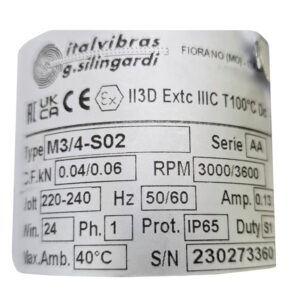 italvibras
g.silingardi
FIORANO (MO) -
EAC UK CA CE Ex II3D Extc IIIC T100°C
Type M3/4-S02 Serie AA
C.F.kN 0.04/0.06 RPM 3000/3600
Volt 220-240 Hz 50/60 Amp. 0.13
Win. 24 Ph. 1 Prot. IP65 Duty S1
Max.Amb. 40°C S/N 230273360